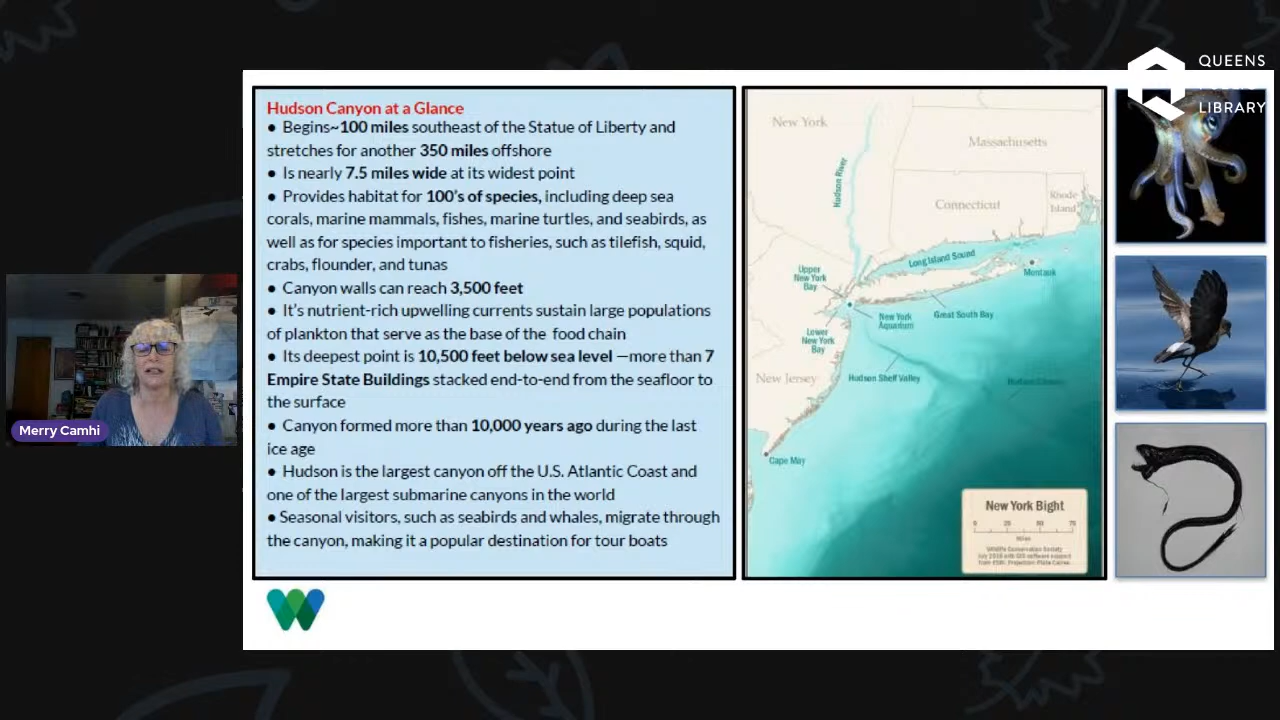 Hudson Canyon at a Glance
● Begins~100 miles southeast of the Statue of Liberty and
stretches for another 350 miles offshore
● Is nearly 7.5 miles wide at its widest point
● Provides habitat for 100's of species, including deep sea
corals, marine mammals, fishes, marine turtles, and seabirds, as
well as for species important to fisheries, such as tilefish, squid,
crabs, flounder, and tunas
● Canyon walls can reach 3,500 feet
● It's nutrient-rich upwelling currents sustain large populations
of plankton that serve as the base of the food chain
● Its deepest point is 10,500 feet below sea level —more than 7
Empire State Buildings stacked end-to-end from the seafloor to
the surface
● Canyon formed more than 10,000 years ago during the last
ice age
● Hudson is the largest canyon off the U.S. Atlantic Coast and
one of the largest submarine canyons in the world
● Seasonal visitors, such as seabirds and whales, migrate through
the canyon, making it a popular destination for tour boats
New York
Massachusetts
Hudson River
Connecticut
Rhode
Island
Long Island Sound
Upper
New York
Bay
Montauk
New York
Aquarium
Great South Bay
Lower
New York
Bay
New Jersey
Hudson Shelf Valley
Hudson Canyon
Cape May
New York Bight
0 25 50 75
Miles
Wildlife Conservation Society
QUEENS
PUBLIC
LIBRARY
Merry Camhi